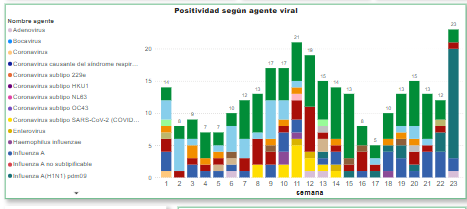 Positividad según agente viral
Nombre agente
Adenovirus
Bocavirus
Coronavirus
Coronavirus causante del síndrome respir...
Coronavirus subtipo 229e
Coronavirus subtipo HKU1
Coronavirus subtipo NL63
Coronavirus subtipo OC43
Coronavirus subtipo SARS-CoV-2 (COVID...
Enterovirus
Haemophilus influenzae
Influenza A
Influenza A no subtipificable
Influenza A(H1N1) pdm09
20
15
10
5
0
14 8 9 7 7 10 12 13 17 17 21 19 15 14 13 8 5 10 13 15 13 12 23
1 2 3 4 5 6 7 8 9 10 11 12 13 14 15 16 17 18 19 20 21 22 23
semana